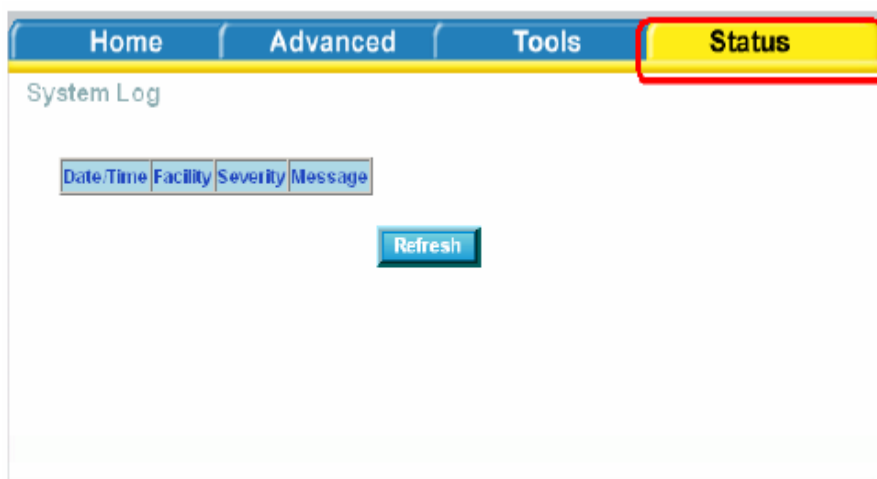 Home Advanced Tools Status
System Log
Date/Time Facility Severity Message
Refresh